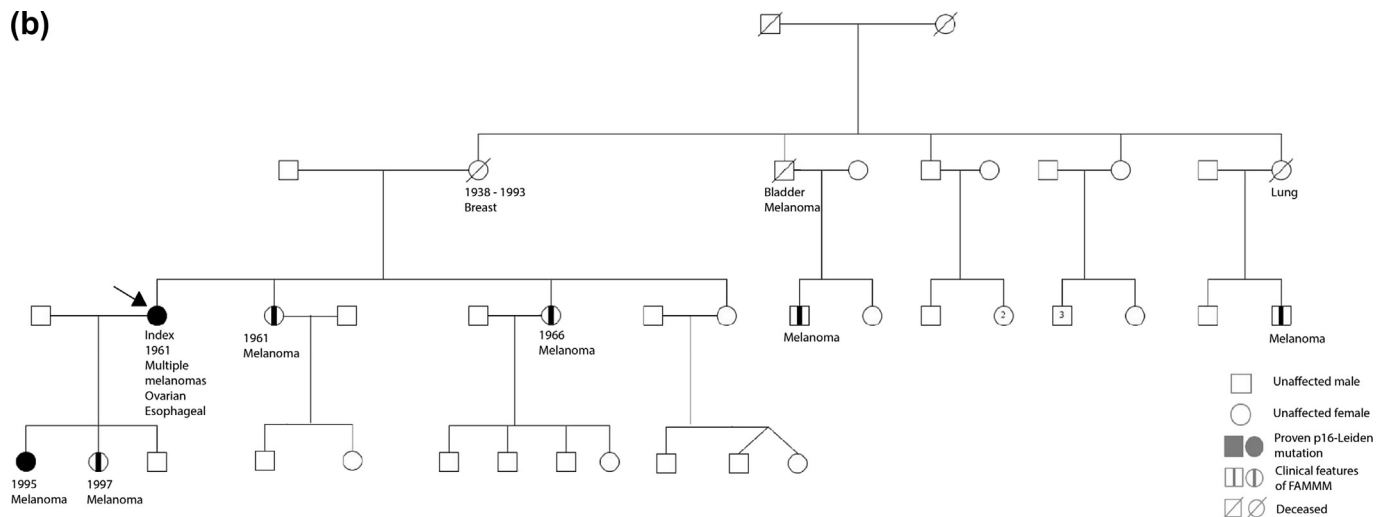 (b)
1938 - 1993
Breast
Bladder
Melanoma
Lung
2
3
Index
1961
Multiple
melanomas
Ovarian
Esophageal
1961
Melanoma
1966
Melanoma
Melanoma
Melanoma
1995
Melanoma
1997
Melanoma
Unaffected male
Unaffected female
Proven p16-Leiden
mutation
Clinical features
of FAMMM
Deceased